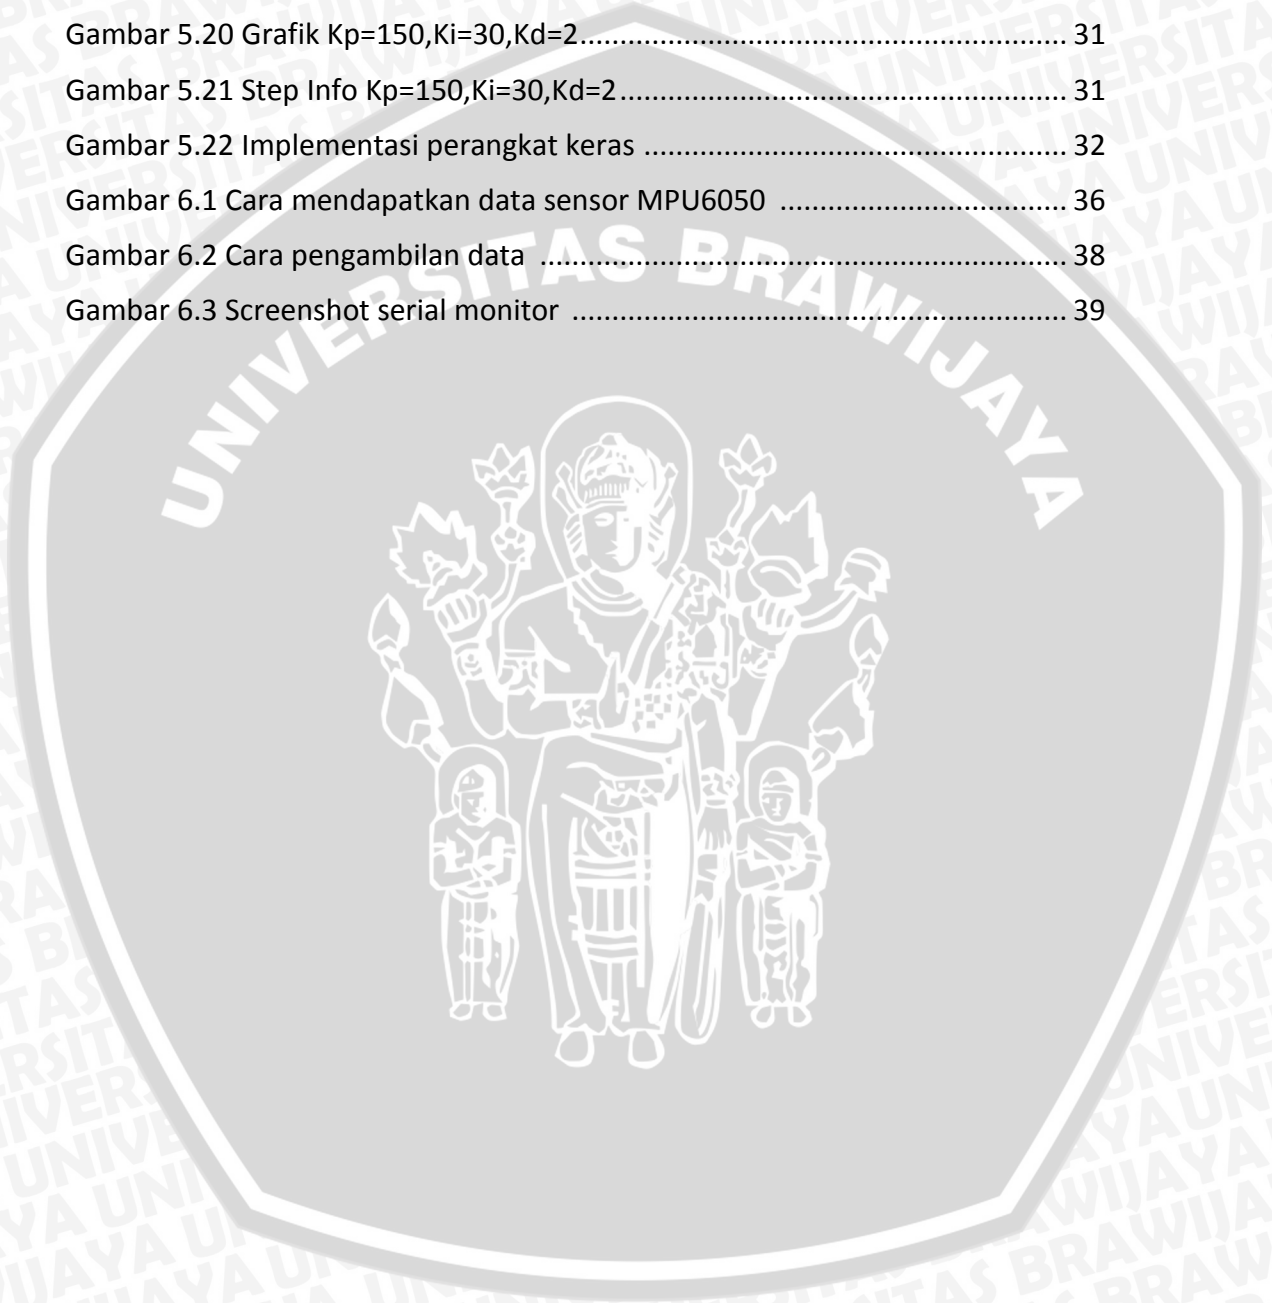 Gambar 5.20 Grafik Kp=150,Ki=30,Kd=2.............................................................. 31
Gambar 5.21 Step Info Kp=150,Ki=30,Kd=2......................................................... 31
Gambar 5.22 Implementasi perangkat keras ...................................................... 32
Gambar 6.1 Cara mendapatkan data sensor MPU6050 ..................................... 36
Gambar 6.2 Cara pengambilan data ................................................................... 38
Gambar 6.3 Screenshot serial monitor ............................................................... 39
UNIVERSITAS BRAWIJAYA